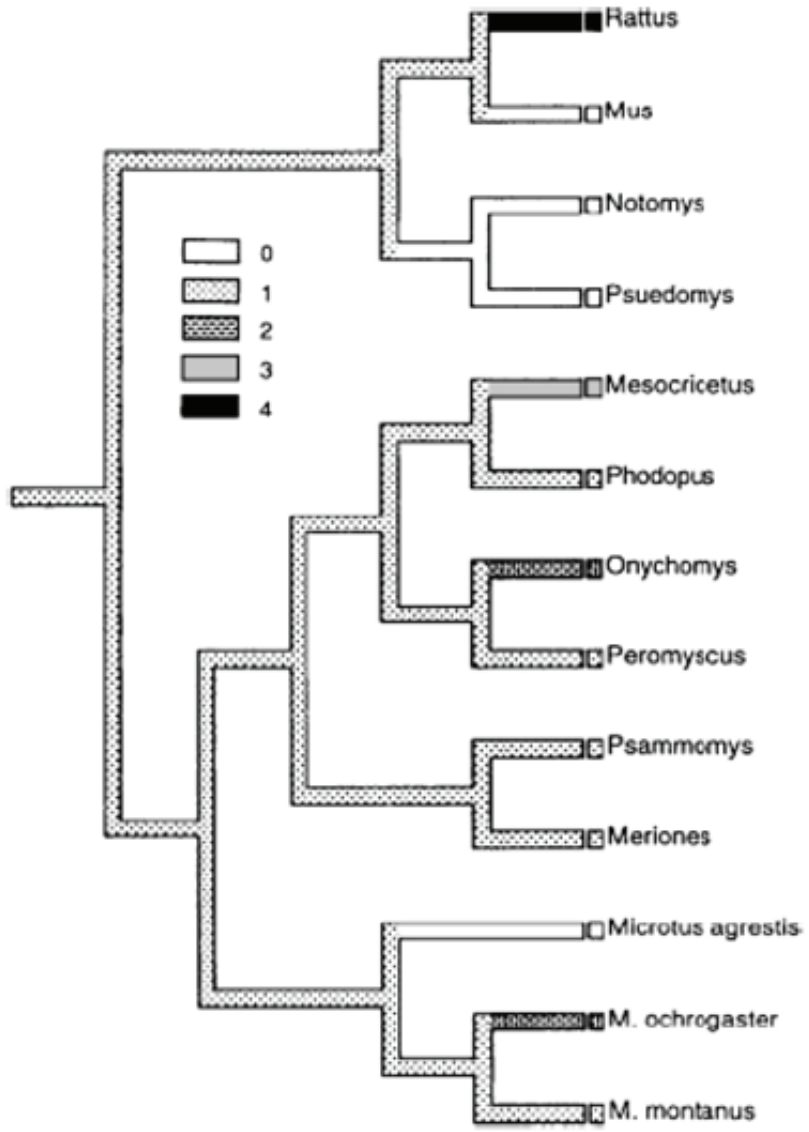 Rattus
Mus
Notomys
Psuedomys
0
1
2
3
4
Mesocricetus
Phodopus
Onychomys
Peromyscus
Psammomys
Meriones
Microtus agrestis
M. ochrogaster
M. montanus